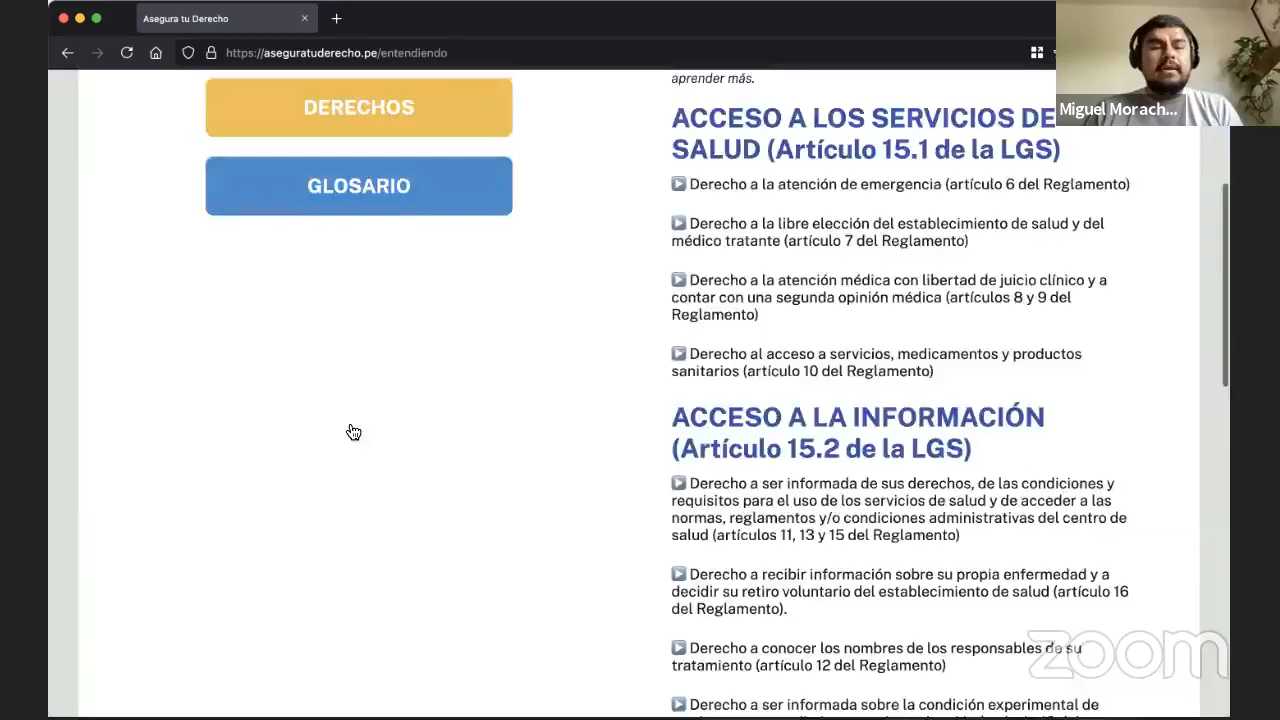 Asegura tu Derecho
https://aseguratuderecho.pe/entendiendo
Miguel Morach...
DERECHOS
GLOSARIO
aprender más.
ACCESO A LOS SERVICIOS DE
SALUD (Artículo 15.1 de la LGS)
Derecho a la atención de emergencia (artículo 6 del Reglamento)
Derecho a la libre elección del establecimiento de salud y del
médico tratante (artículo 7 del Reglamento)
Derecho a la atención médica con libertad de juicio clínico y a
contar con una segunda opinión médica (artículos 8 y 9 del
Reglamento)
Derecho al acceso a servicios, medicamentos y productos
sanitarios (artículo 10 del Reglamento)
ACCESO A LA INFORMACIÓN
(Artículo 15.2 de la LGS)
Derecho a ser informada de sus derechos, de las condiciones y
requisitos para el uso de los servicios de salud y de acceder a las
normas, reglamentos y/o condiciones administrativas del centro de
salud (artículos 11, 13 y 15 del Reglamento)
Derecho a recibir información sobre su propia enfermedad y a
decidir su retiro voluntario del establecimiento de salud (artículo 16
del Reglamento).
Derecho a conocer los nombres de los responsables de su
tratamiento (artículo 12 del Reglamento)
Derecho a ser informada sobre la condición experimental de
zoom